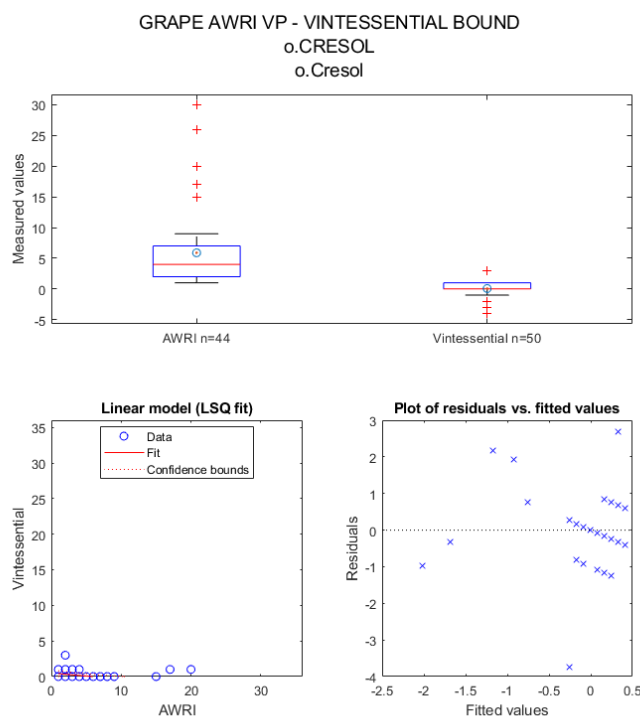 GRAPE AWRI VP - VINTESSENTIAL BOUND
o.CRESOL
o.Cresol
Measured values
30
25
20
15
10
5
0
-5
AWRI n=44
Vintessential n=50
Linear model (LSQ fit)
Vintessential
35
30
25
20
15
10
5
0
Data
Fit
Confidence bounds
0
10
20
30
AWRI
Plot of residuals vs. fitted values
Residuals
3
2
1
0
-1
-2
-3
-4
-2.5
-2
-1.5
-1
-0.5
0
0.5
Fitted values